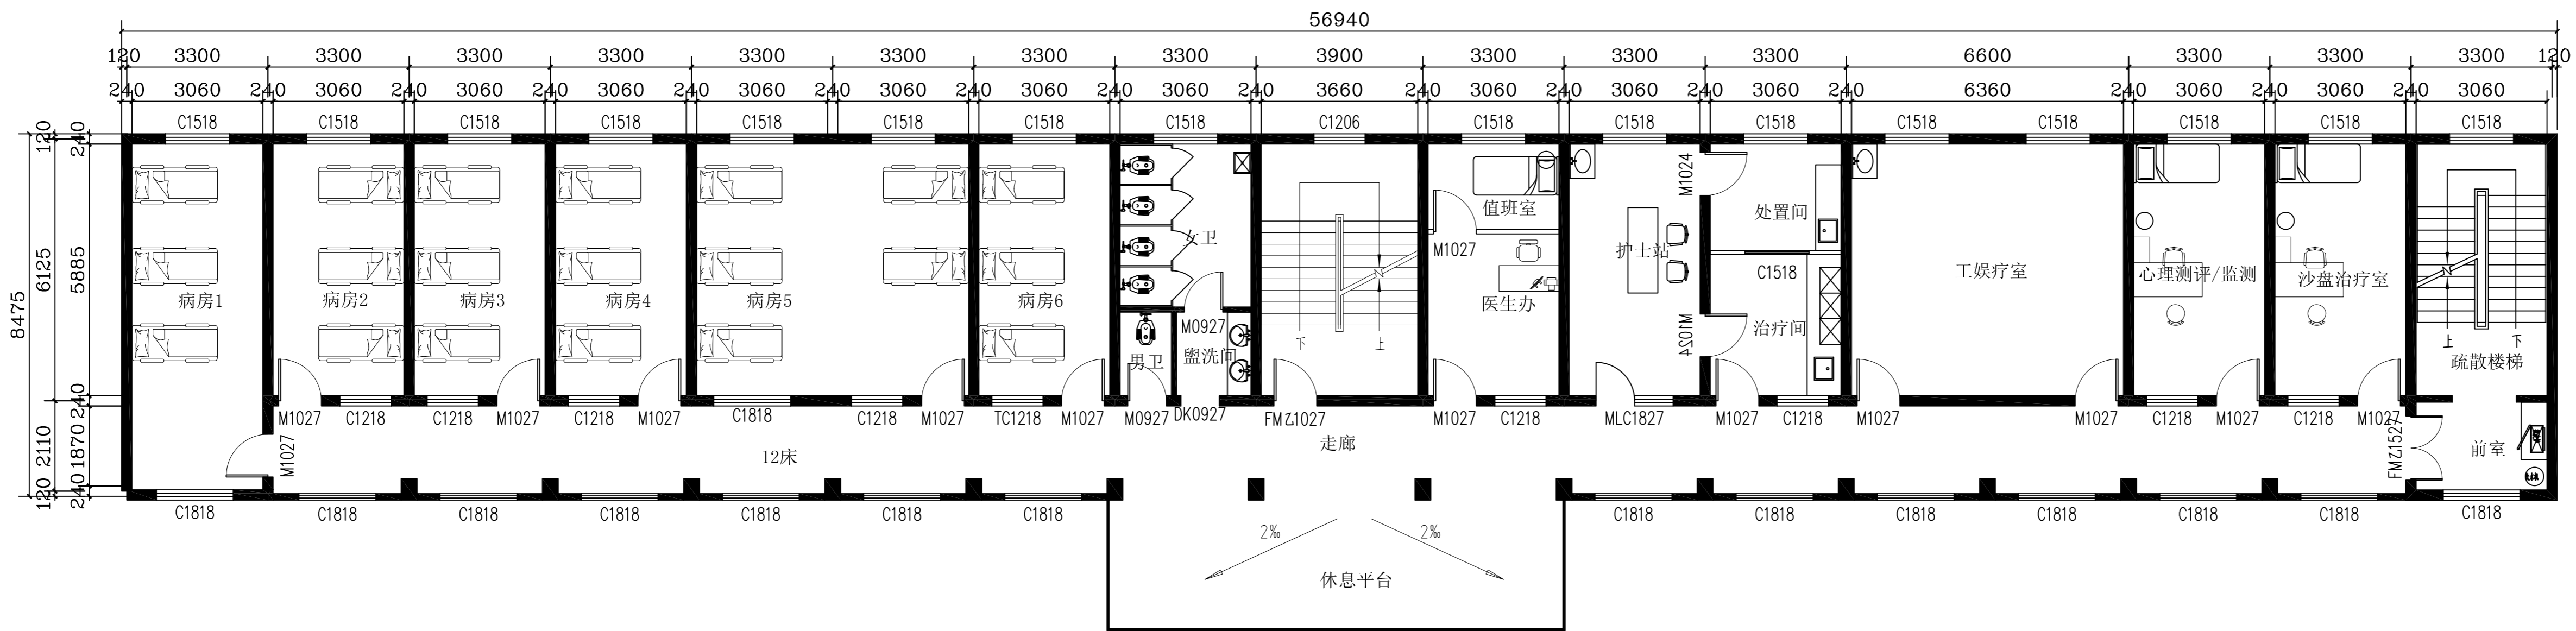 56940
120 3300 3300 3300 3300 3300 3300 3300 3300 3900 3300 3300 3300 6600 3300 3300 3300 120
240 3060 240 3060 240 3060 240 3060 240 3060 240 3060 240 3060 240 3060 240 3660 240 3060 240 3060 240 3060 240 6360 240 3060 240 3060 240 3060
C1518 C1518 C1518 C1518 C1518 C1518 C1518 C1518 C1206 C1518 C1518 C1518 C1518 C1518 C1518 C1518 C1518
8475
120 6125 2110 120
240 5885 240 1870 240
M1024
值班室
处置间
女卫
M1027
护士站
C1518
工娱疗室
心理测评/监测
沙盘治疗室
病房1
病房2
病房3
病房4
病房5
病房6
医生办
M0927
M1024
治疗间
下 上
上 下
男卫
盥洗间
疏散楼梯
M1027 C1218 C1218 M1027 C1218 M1027 C1818 C1218 M1027 TC1218 M1027 M0927 DK0927 FMZ1027 M1027 C1218 MLC1827 M1027 C1218 M1027 M1027 C1218 M1027 C1218 M1027
M1027
12床
走廊
FMZ1527
前室
C1818 C1818 C1818 C1818 C1818 C1818 C1818 C1818 C1818 C1818 C1818 C1818 C1818 C1818
2‰ 2‰
休息平台